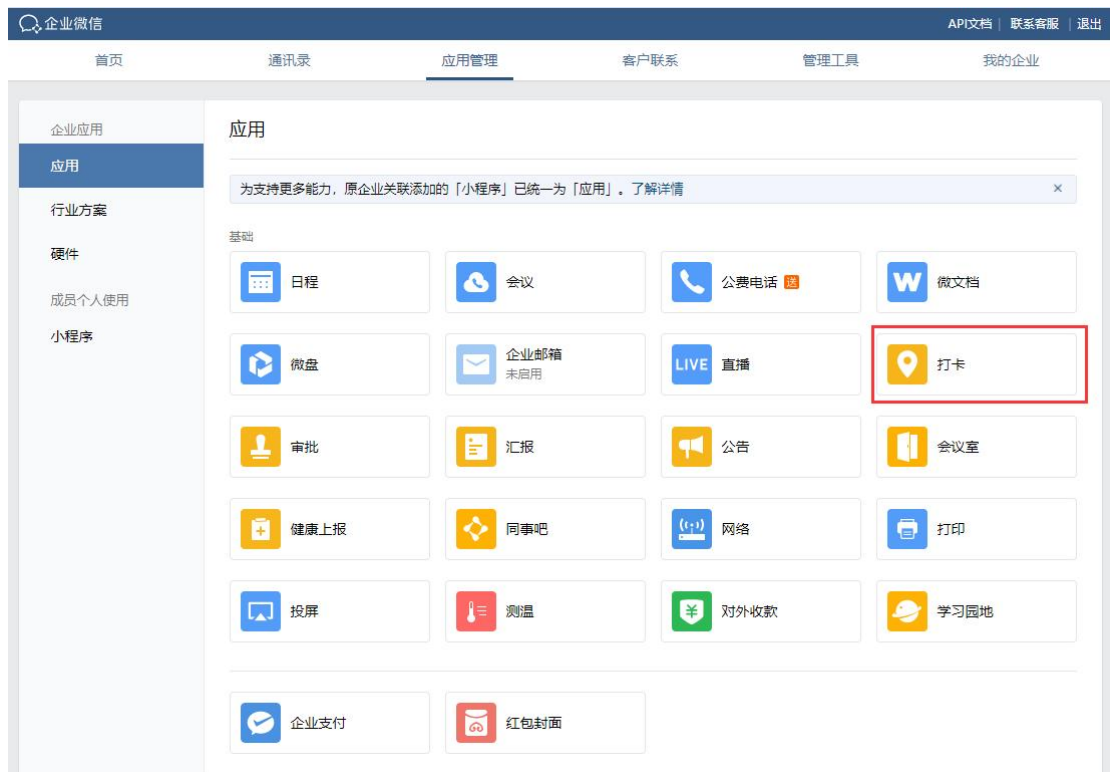 企业微信
API文档 | 联系客服 | 退出
首页 通讯录 应用管理 客户联系 管理工具 我的企业
企业应用
应用
行业方案
硬件
成员个人使用
小程序
应用
为支持更多能力，原企业关联添加的「小程序」已统一为「应用」。了解详情 ×
基础
日程 会议 公费电话 送 W 微文档
微盘 企业邮箱 LIVE 直播 打卡
未启用
审批 汇报 公告 会议室
健康上报 同事吧 网络 打印
投屏 测温 ¥ 对外收款 学习园地
企业支付 红包封面